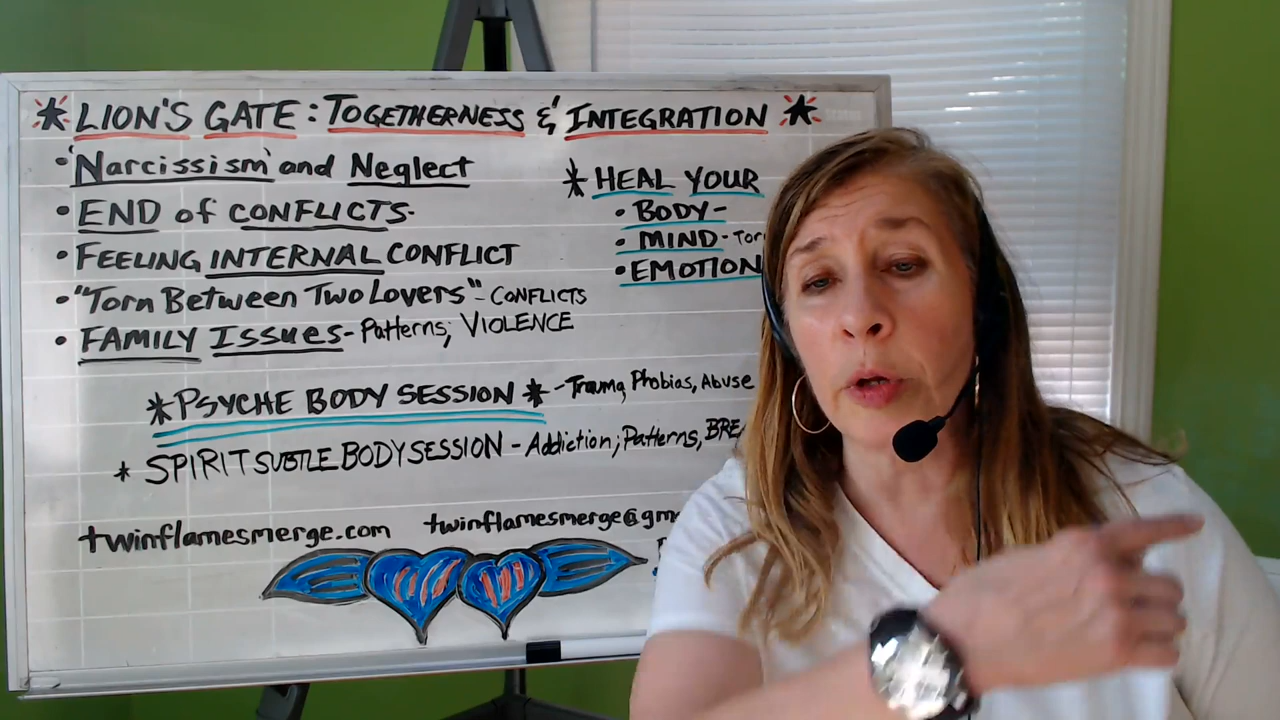 * LION'S GATE: TOGETHERNESS & INTEGRATION *
• 'Narcissism' and Neglect
• END of CONFLICTS-
• FEELING INTERNAL CONFLICT
• "Torn Between Two Lovers" - CONFLICTS
• FAMILY ISSUES - Patterns, VIOLENCE
* HEAL YOUR
• BODY-
• MIND -
• EMOTION
* PSYCHE BODY SESSION * - Trauma, Phobias, Abuse
* SPIRIT SUBTLE BODY SESSION - Addiction; Patterns,
twinflamesmerge.com twinflamesmerge@gm